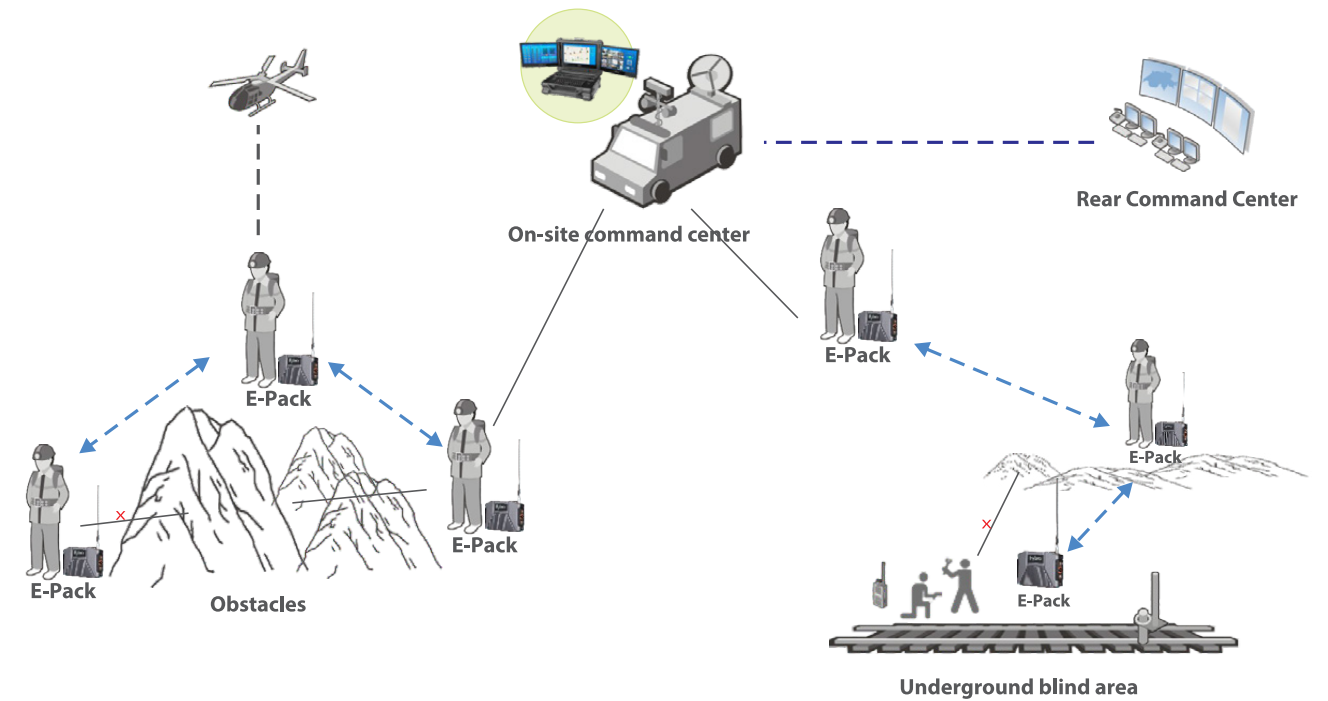 On-site command center
Rear Command Center
E-Pack
E-Pack
E-Pack
E-Pack
E-Pack
E-Pack
x
x
Obstacles
Underground blind area